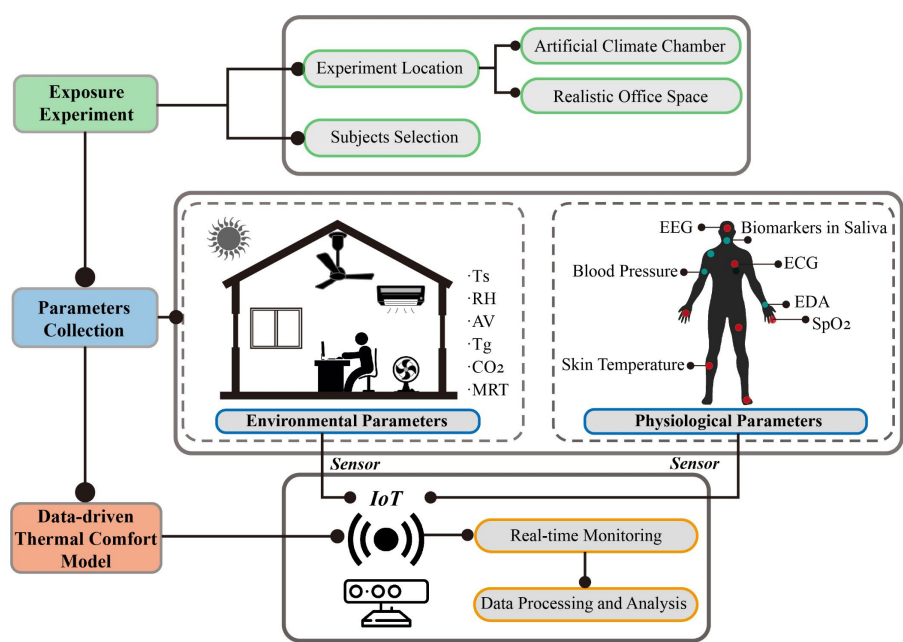 Exposure
Experiment
Experiment Location
Artificial Climate Chamber
Realistic Office Space
Subjects Selection
Parameters
Collection
·Ts
·RH
·AV
·Tg
·CO2
·MRT
Environmental Parameters
EEG
Biomarkers in Saliva
Blood Pressure
ECG
EDA
SpO2
Skin Temperature
Physiological Parameters
Sensor
Sensor
Data-driven
Thermal Comfort
Model
IoT
Real-time Monitoring
Data Processing and Analysis